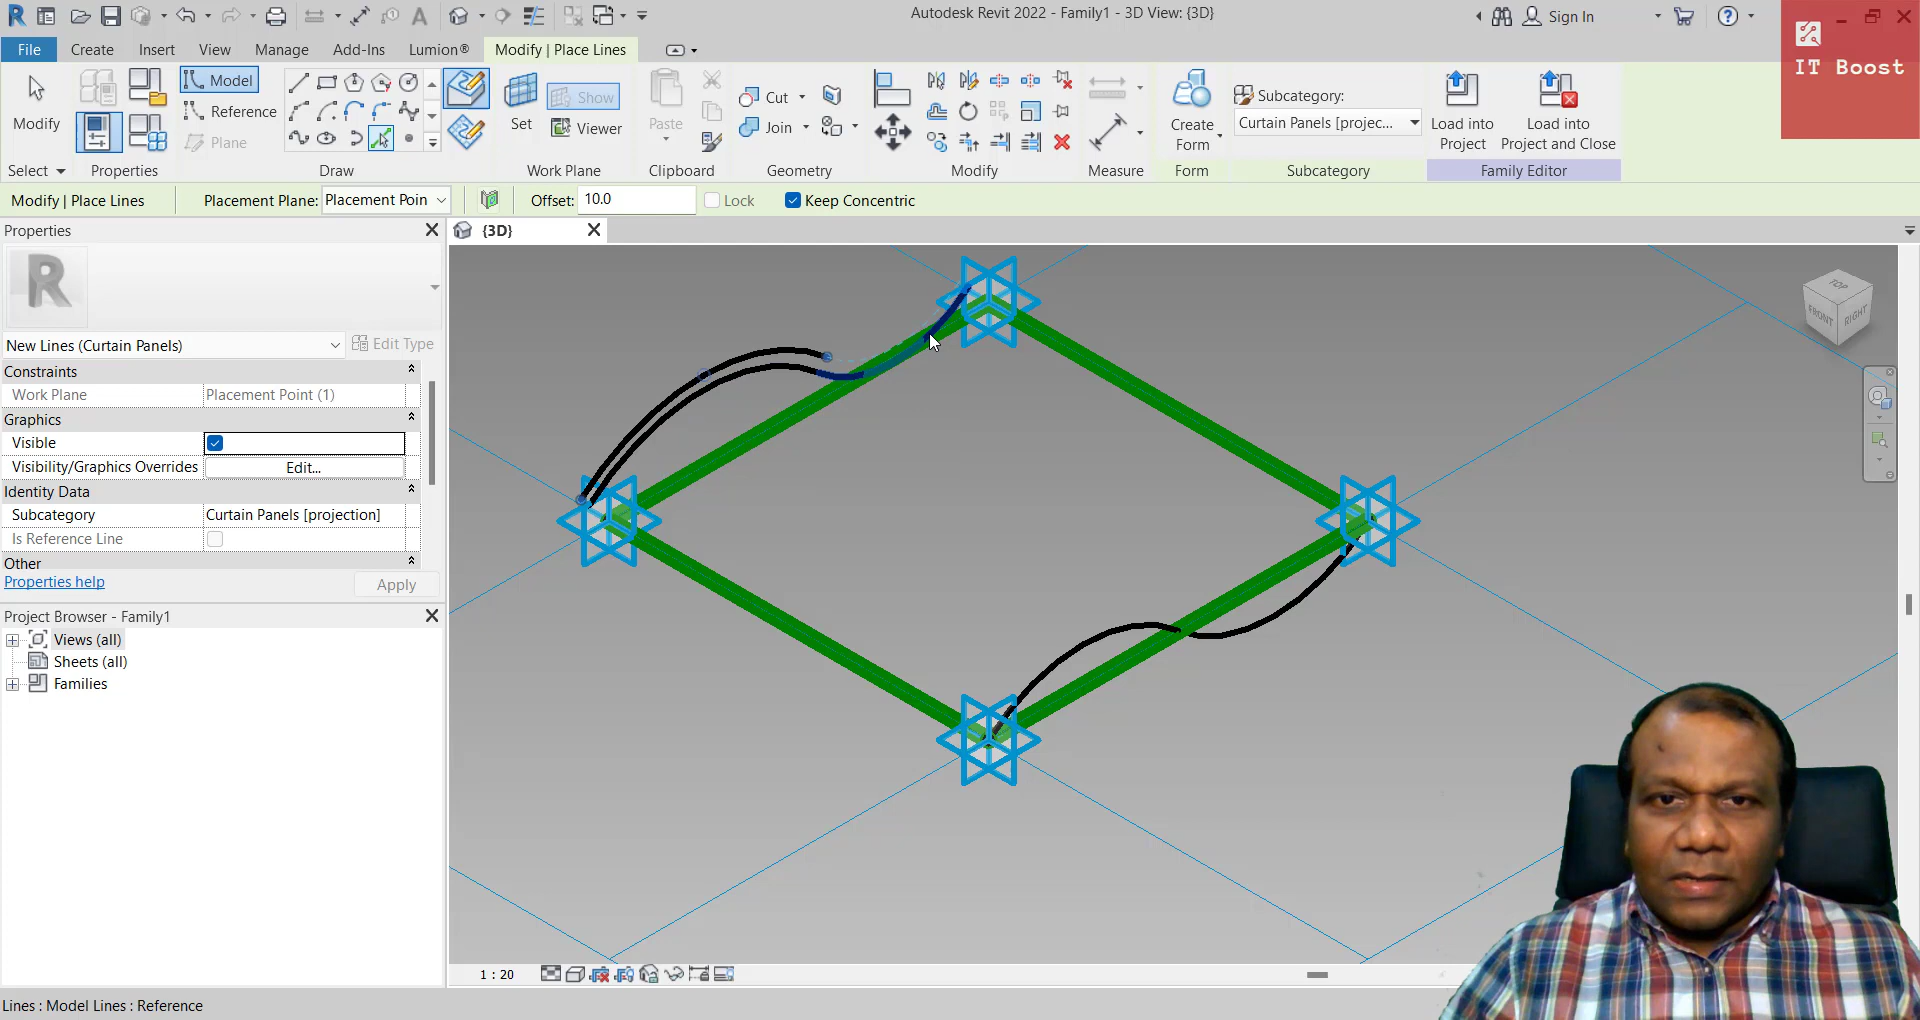 Autodesk Revit 2022 - Family1 - 3D View: {3D}
Sign In
IT Boost
File Create Insert View Manage Add-Ins Lumion® Modify | Place Lines
Modify
Model
Reference
Plane
Set
Show
Viewer
Paste
Cut
Join
Create
Form
Subcategory:
Curtain Panels [projec...
Load into
Project
Load into
Project and Close
Select Properties Draw Work Plane Clipboard Geometry Modify Measure Form Subcategory Family Editor
Modify | Place Lines Placement Plane: Placement Poin Offset: 10.0 Lock Keep Concentric
Properties
{3D}
R
New Lines (Curtain Panels) Edit Type
Constraints
Work Plane Placement Point (1)
Graphics
Visible
Visibility/Graphics Overrides Edit...
Identity Data
Subcategory Curtain Panels [projection]
Is Reference Line
Other
Properties help Apply
Project Browser - Family1
Views (all)
Sheets (all)
Families
TOP
FRONT
RIGHT
1 : 20
Lines : Model Lines : Reference